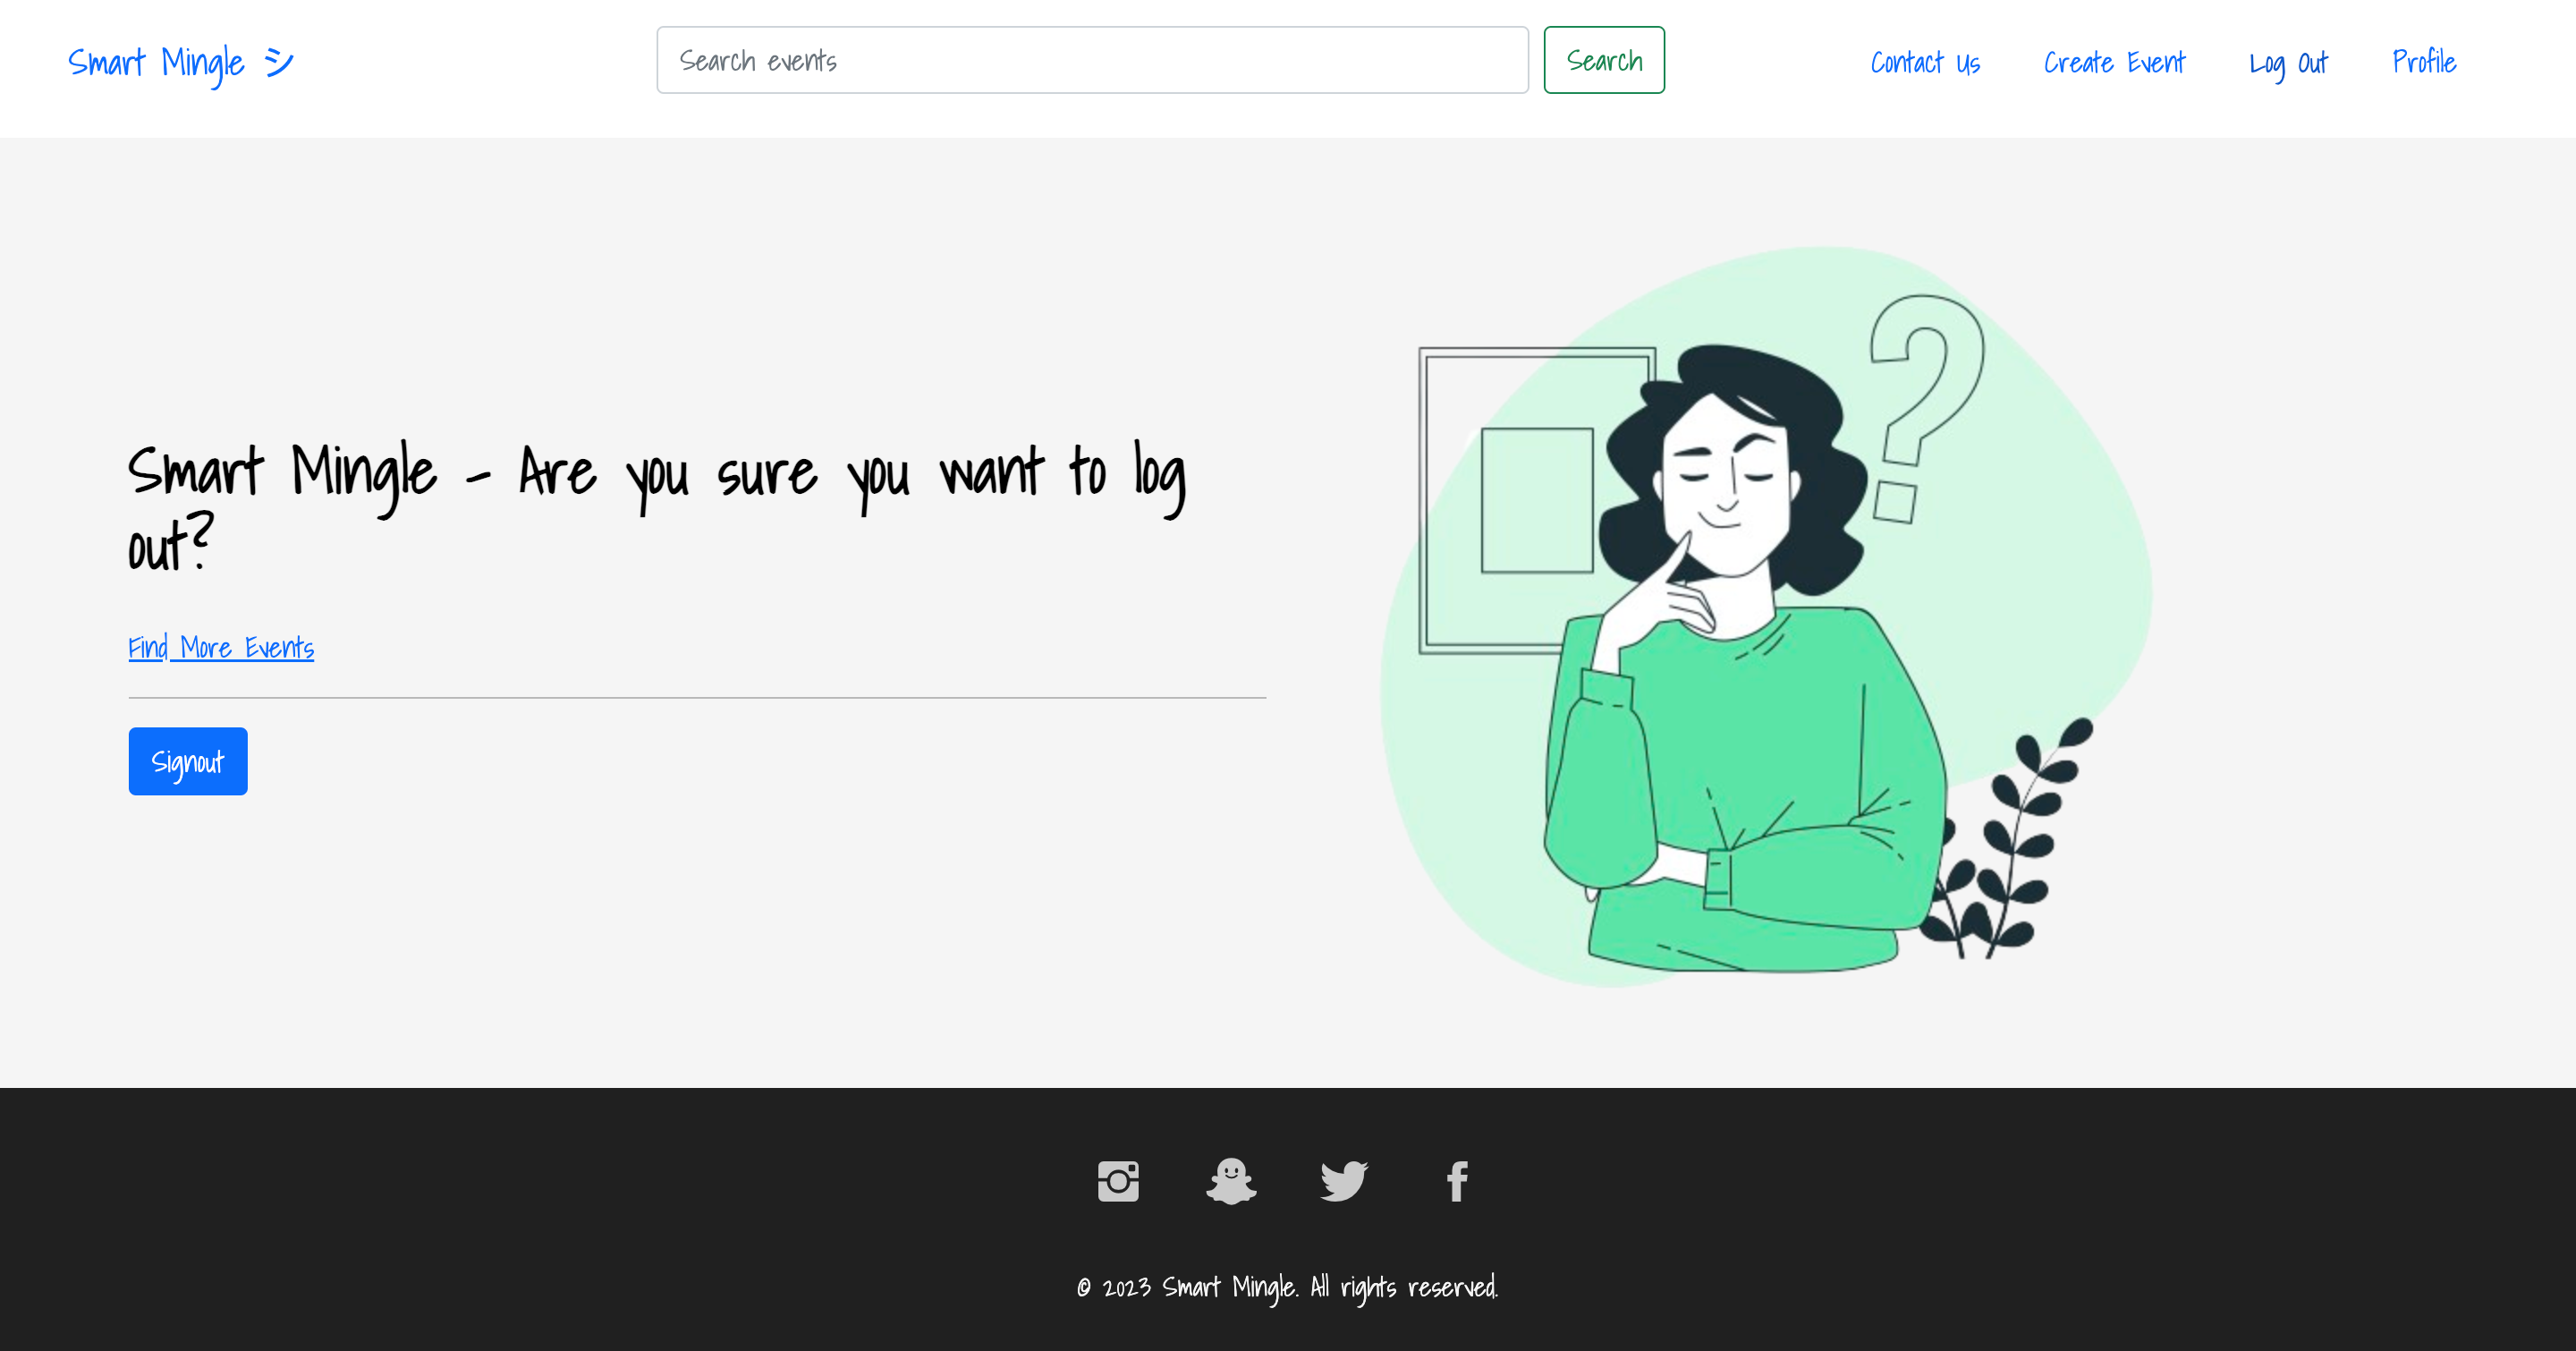 Smart Mingle シ
Search events
Search
Contact Us
Create Event
Log Out
Profile
Smart Mingle - Are you sure you want to log
out?
?
Find More Events
Signout
© 2023 Smart Mingle. All rights reserved.